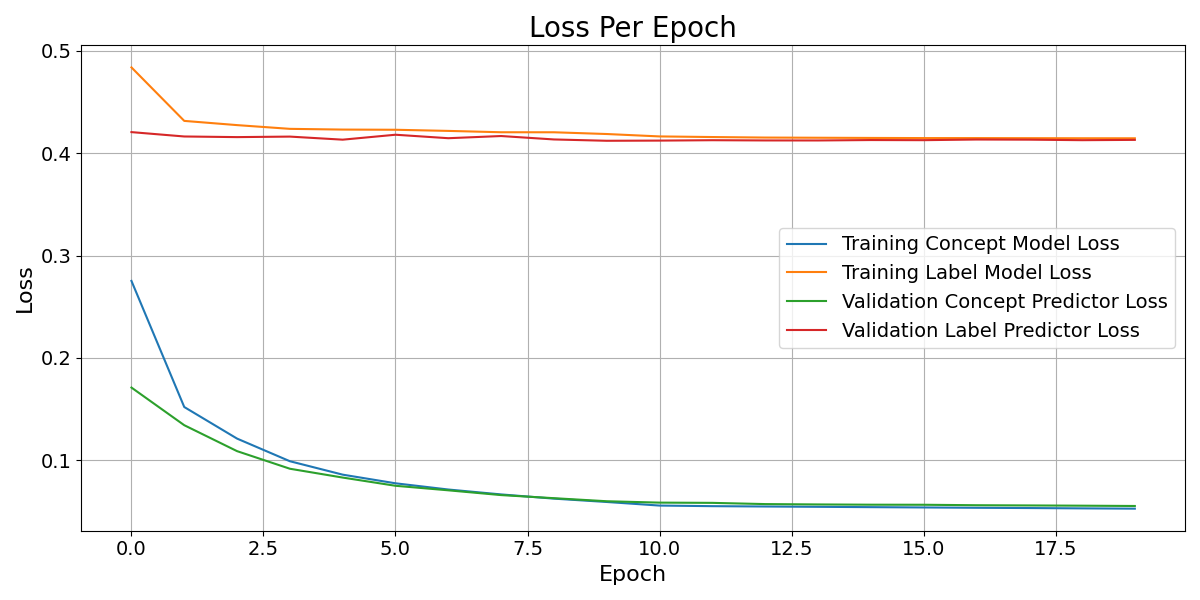 Loss Per Epoch
0.5
0.4
0.3
0.2
0.1
Loss
Training Concept Model Loss
Training Label Model Loss
Validation Concept Predictor Loss
Validation Label Predictor Loss
0.0 2.5 5.0 7.5 10.0 12.5 15.0 17.5
Epoch